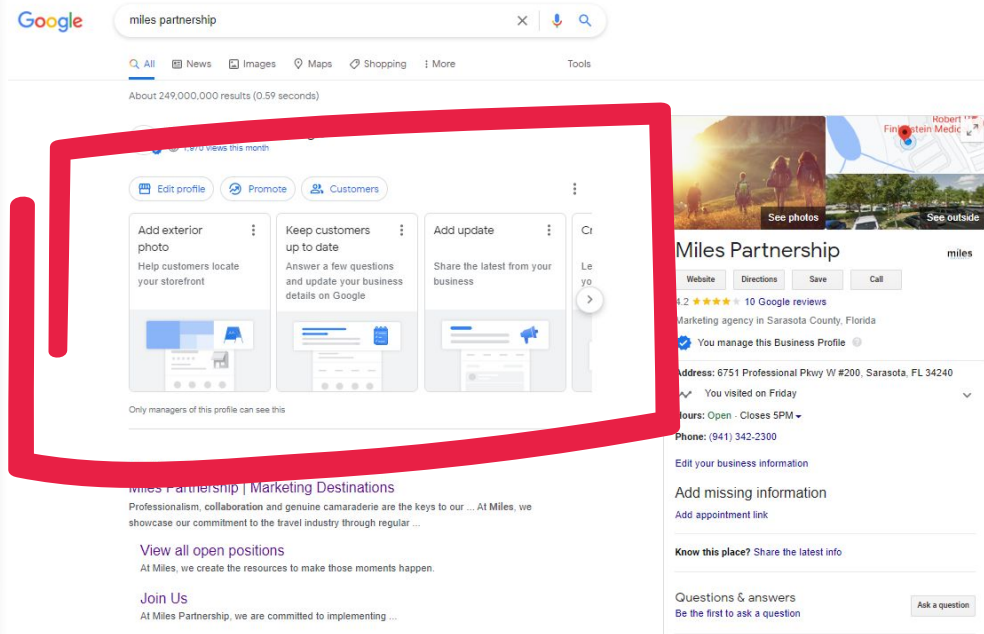 Google
miles partnership
All
News
Images
Maps
Shopping
More
Tools
About 249,000,000 results (0.59 seconds)
views this month
Edit profile
Promote
Customers
Add exterior
photo
Help customers locate
your storefront
Keep customers
up to date
Answer a few questions
and update your business
details on Google
Add update
Share the latest from your
business
Only managers of this profile can see this
Miles Partnership | Marketing Destinations
Professionalism, collaboration and genuine camaraderie are the keys to our ... At Miles, we
showcase our commitment to the travel industry through regular ...
View all open positions
At Miles, we create the resources to make those moments happen.
Join Us
At Miles Partnership, we are committed to implementing ...
Robert
See photos
See outside
Miles Partnership
miles
Website
Directions
Save
Call
4.2
10 Google reviews
Marketing agency in Sarasota County, Florida
You manage this Business Profile
Address: 6751 Professional Pkwy W #200, Sarasota, FL 34240
You visited on Friday
Hours: Open · Closes 5PM
Phone: (941) 342-2300
Edit your business information
Add missing information
Add appointment link
Know this place? Share the latest info
Questions & answers
Be the first to ask a question
Ask a question